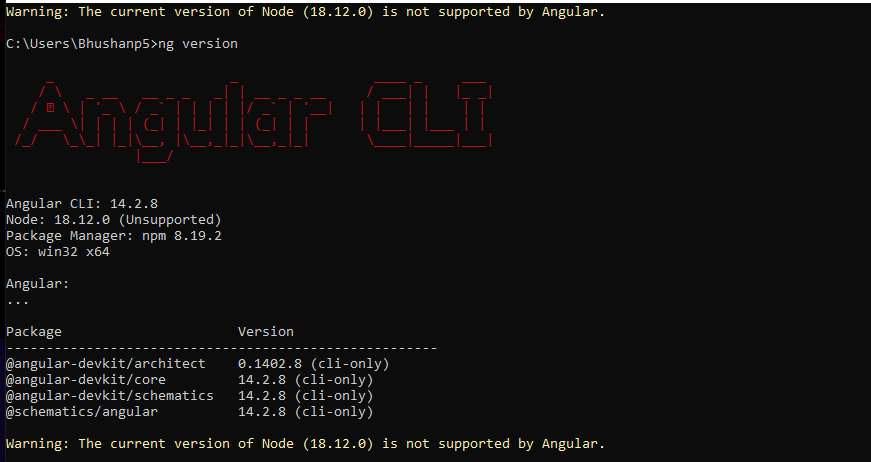 Warning: The current version of Node (18.12.0) is not supported by Angular.
C:\Users\Bhushanp5>ng version
Angular CLI
Angular CLI: 14.2.8
Node: 18.12.0 (Unsupported)
Package Manager: npm 8.19.2
OS: win32 x64
Angular:
...
Package Version
------------------------------------------------------
@angular-devkit/architect 0.1402.8 (cli-only)
@angular-devkit/core 14.2.8 (cli-only)
@angular-devkit/schematics 14.2.8 (cli-only)
@schematics/angular 14.2.8 (cli-only)
Warning: The current version of Node (18.12.0) is not supported by Angular.